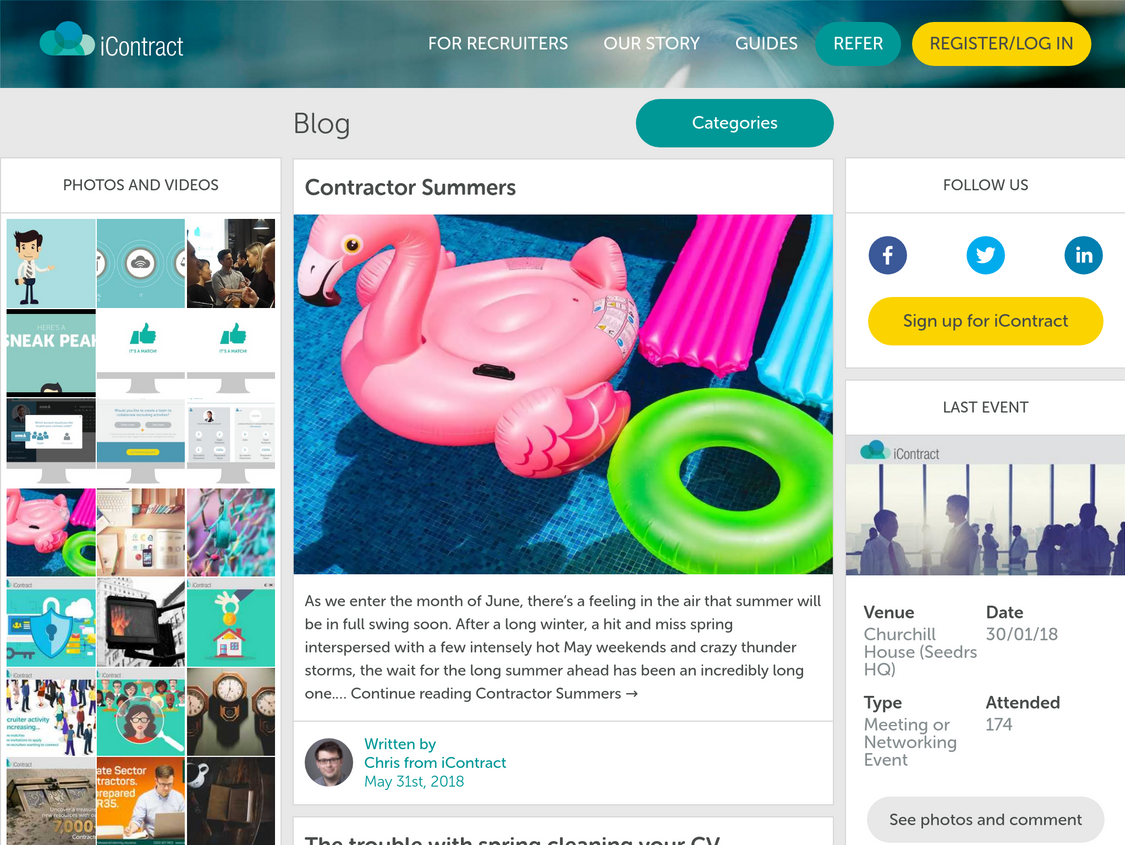 iContract
FOR RECRUITERS
OUR STORY
GUIDES
REFER
REGISTER/LOG IN
Blog
Categories
PHOTOS AND VIDEOS
HERE'S A
SNEAK PEAK
IT'S A MATCH!
IT'S A MATCH!
iContract
iContract
iContract
cruiter activity
ncreasing...
iContract
ate Sector
tractors.
repared
R35.
7,000
Contractor Summers
As we enter the month of June, there’s a feeling in the air that summer will
be in full swing soon. After a long winter, a hit and miss spring
interspersed with a few intensely hot May weekends and crazy thunder
storms, the wait for the long summer ahead has been an incredibly long
one.... Continue reading Contractor Summers →
Written by
Chris from iContract
May 31st, 2018
The trouble with spring cleaning your CV
FOLLOW US
f
in
Sign up for iContract
LAST EVENT
iContract
Venue
Churchill
House (Seedrs
HQ)
Date
30/01/18
Type
Meeting or
Networking
Event
Attended
174
See photos and comment